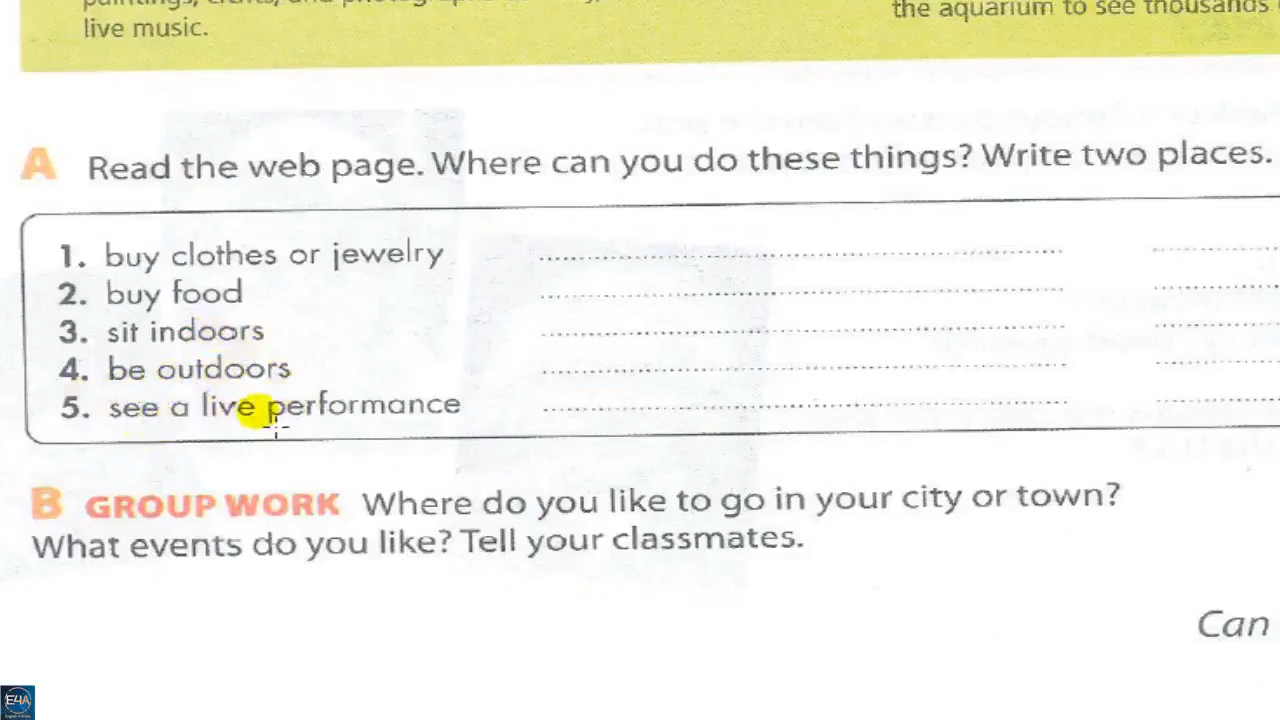 the aquarium to see thousands
live music.
A Read the web page. Where can you do these things? Write two places.
1. buy clothes or jewelry
2. buy food
3. sit indoors
4. be outdoors
5. see a live performance
B GROUP WORK Where do you like to go in your city or town?
What events do you like? Tell your classmates.
Can
E4A